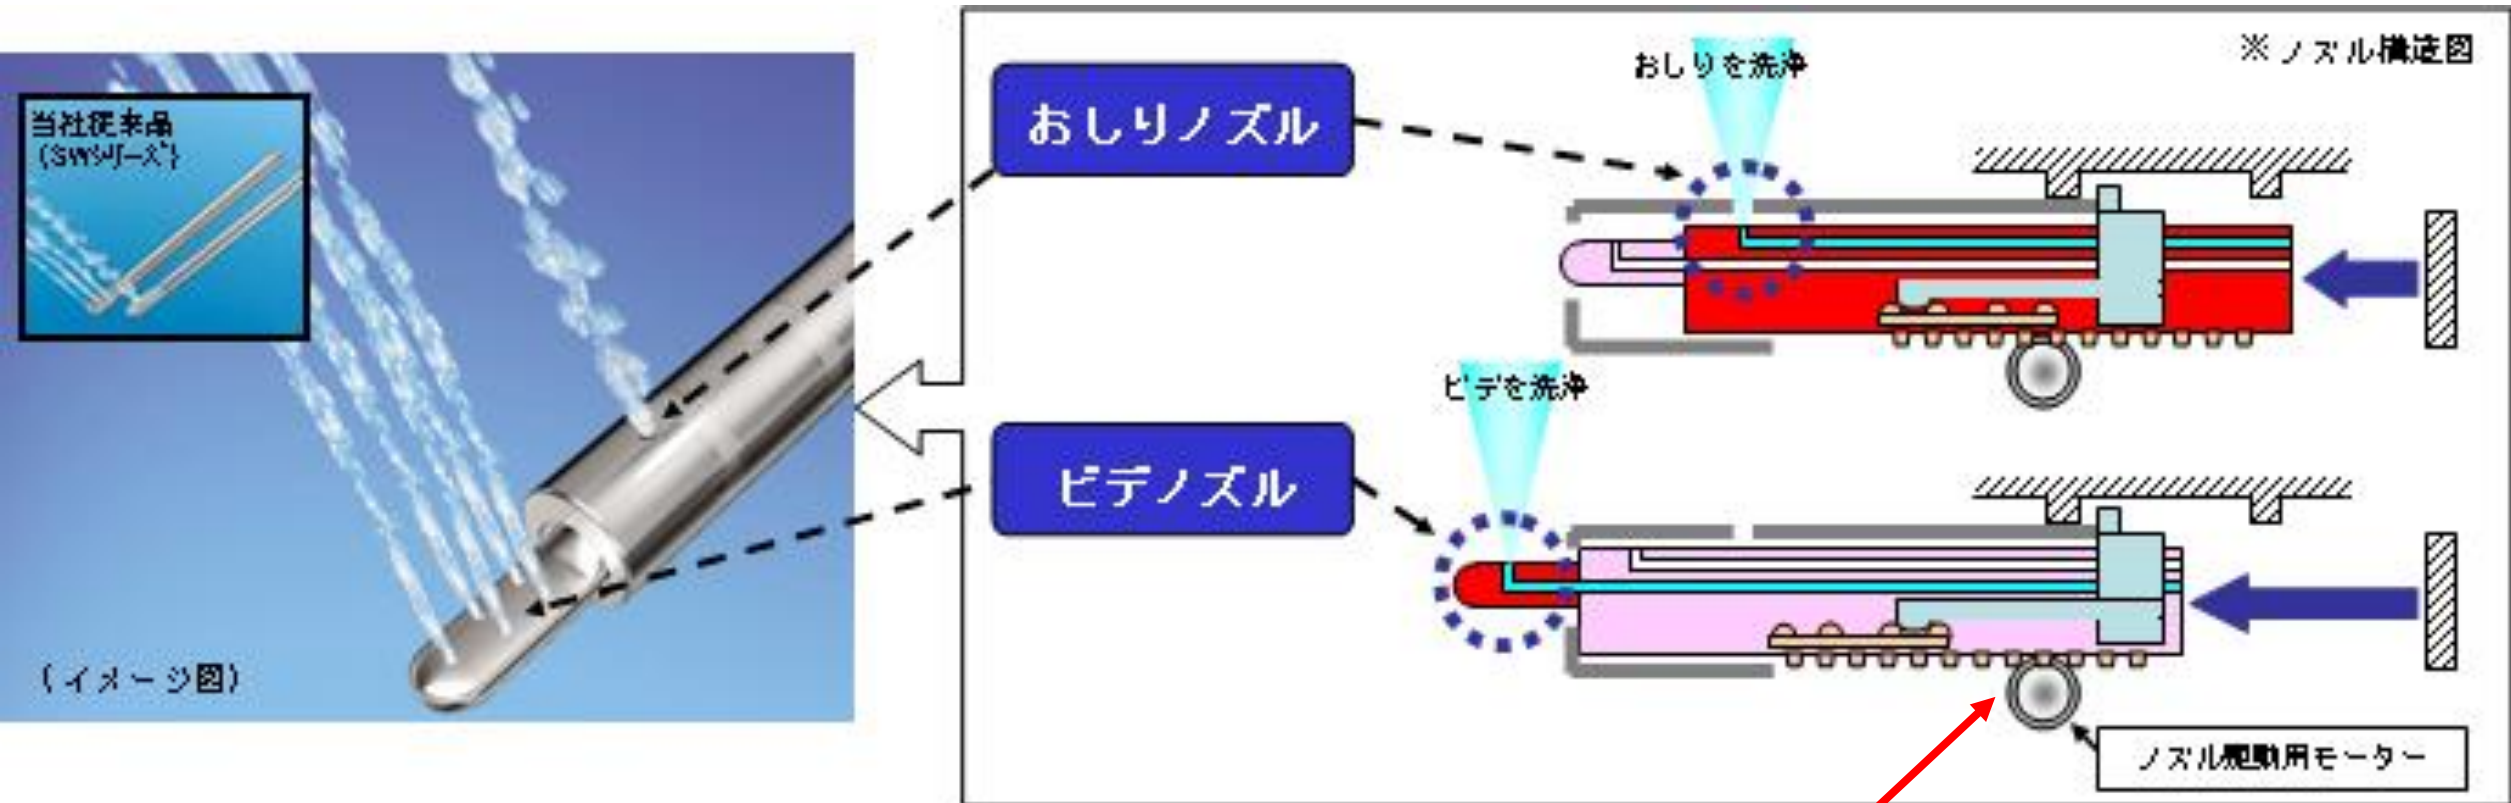 当社従来品
(SWシリーズ)
(イメージ図)
おしりノズル
ビデノズル
※ノズル構造図
おしりを洗浄
ビデを洗浄
ノズル駆動用モーター